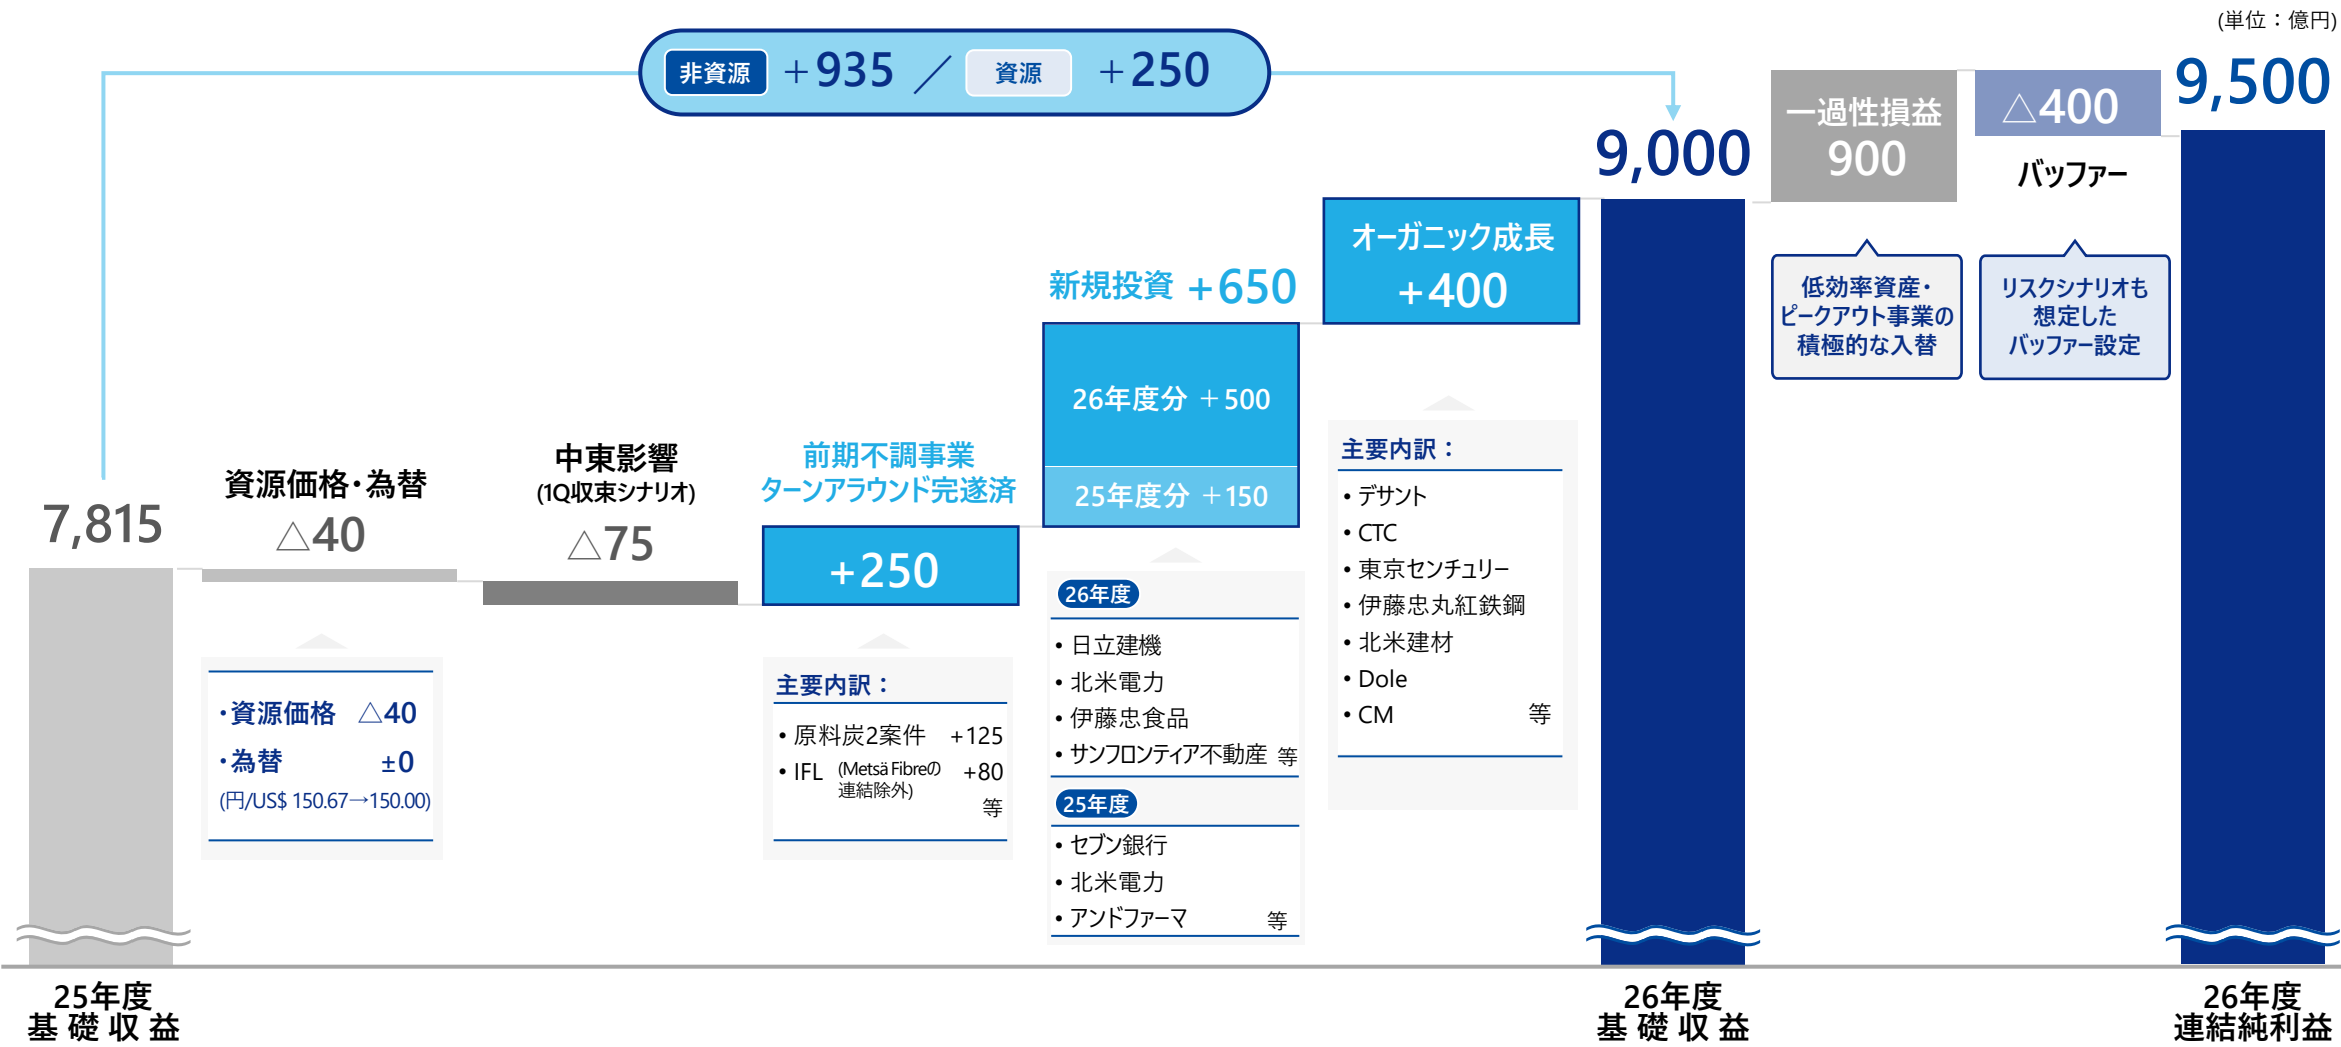 (単位：億円)
非資源 +935 ／ 資源 +250
7,815
資源価格・為替
△40
・資源価格 △40
・為替 ±0
(円/US$ 150.67→150.00)
中東影響
(1Q収束シナリオ)
△75
前期不調事業
ターンアラウンド完遂済
+250
主要内訳：
• 原料炭2案件 +125
• IFL (Metsä Fibreの +80
連結除外)
等
新規投資 +650
26年度分 +500
25年度分 +150
26年度
• 日立建機
• 北米電力
• 伊藤忠食品
• サンフロンティア不動産 等
25年度
• セブン銀行
• 北米電力
• アンドファーマ 等
オーガニック成長
+400
主要内訳：
• デサント
• CTC
• 東京センチュリー
• 伊藤忠丸紅鉄鋼
• 北米建材
• Dole
• CM 等
9,000
一過性損益
900
低効率資産・
ピークアウト事業の
積極的な入替
△400
バッファー
リスクシナリオも
想定した
バッファー設定
9,500
25年度
基礎収益
26年度
基礎収益
26年度
連結純利益